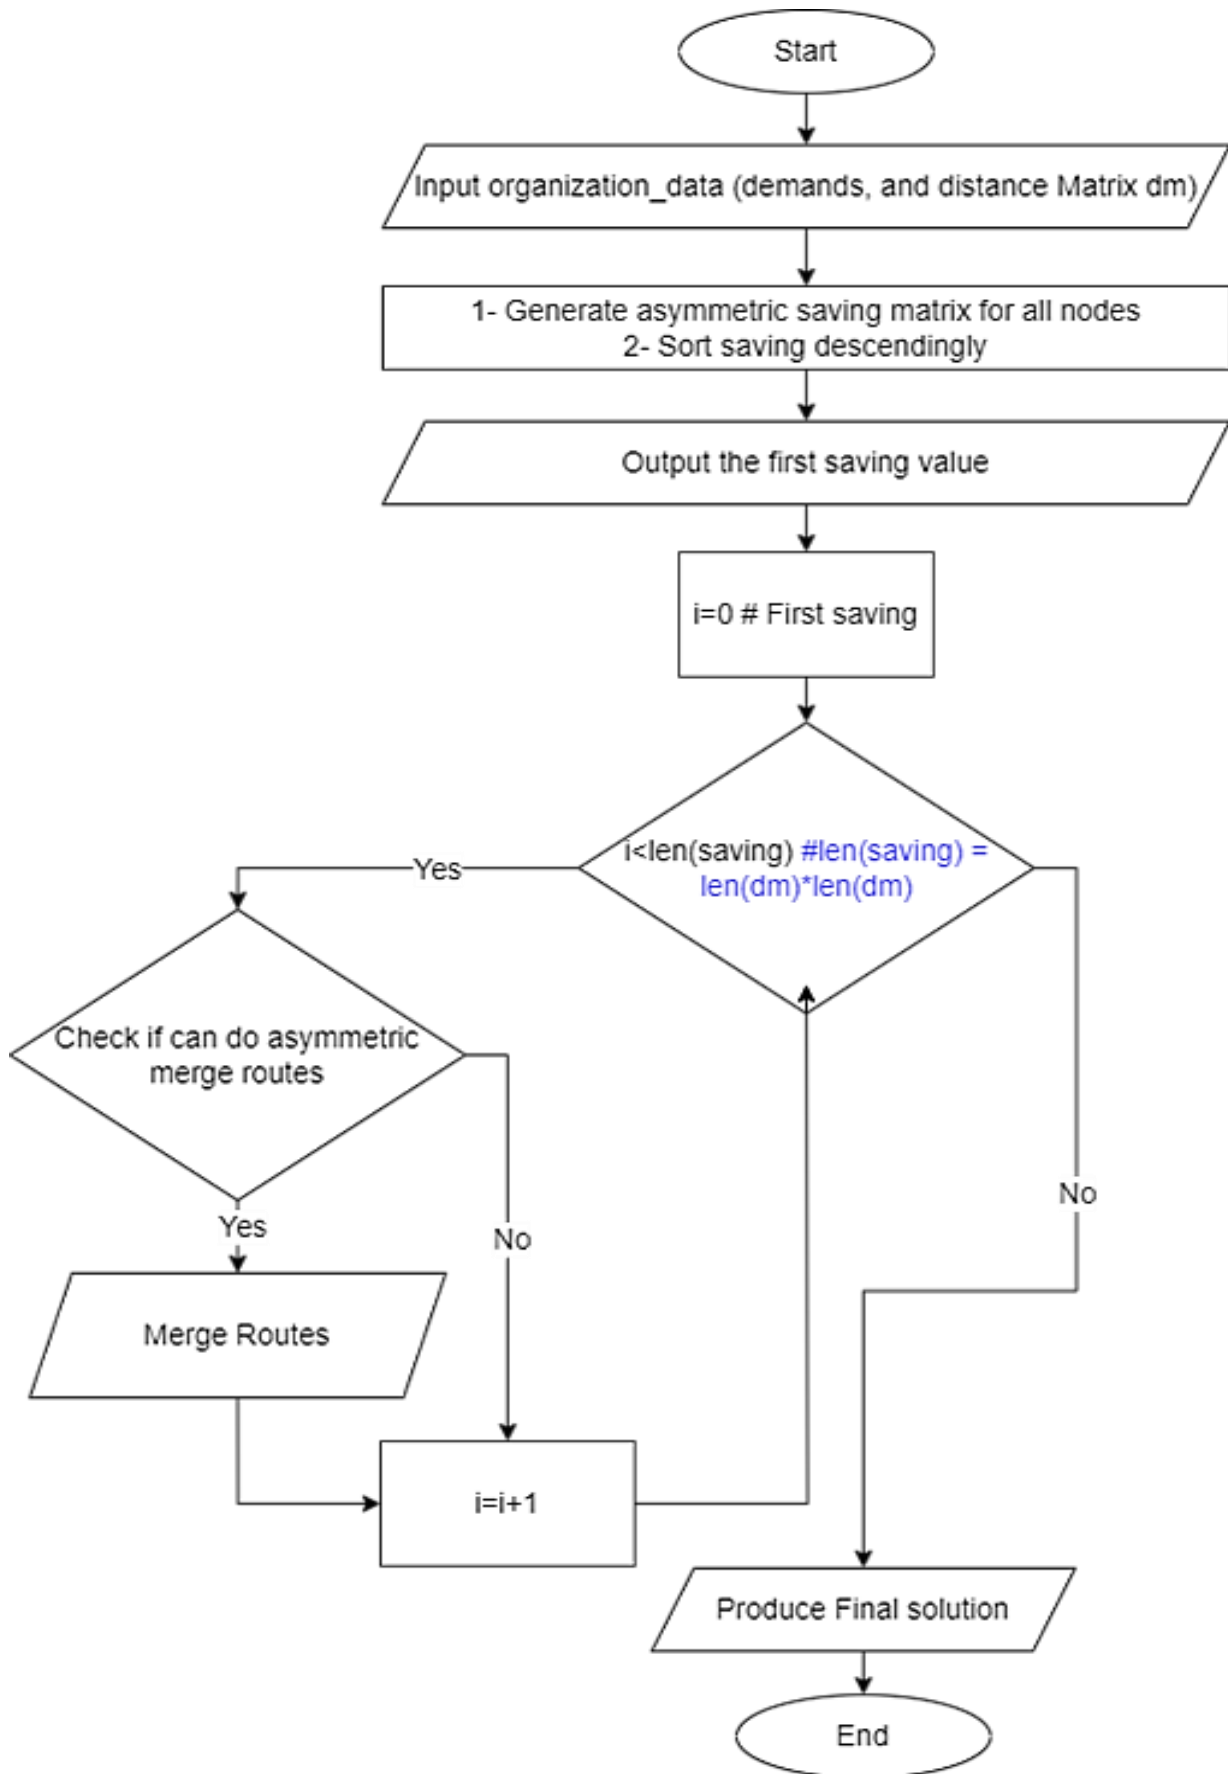 Start
Input organization_data (demands, and distance Matrix dm)
1- Generate asymmetric saving matrix for all nodes
2- Sort saving descendingly
Output the first saving value
i=0 # First saving
i<len(saving) #len(saving) =
len(dm)*len(dm)
Yes
Check if can do asymmetric
merge routes
No
Yes
No
Merge Routes
i=i+1
Produce Final solution
End